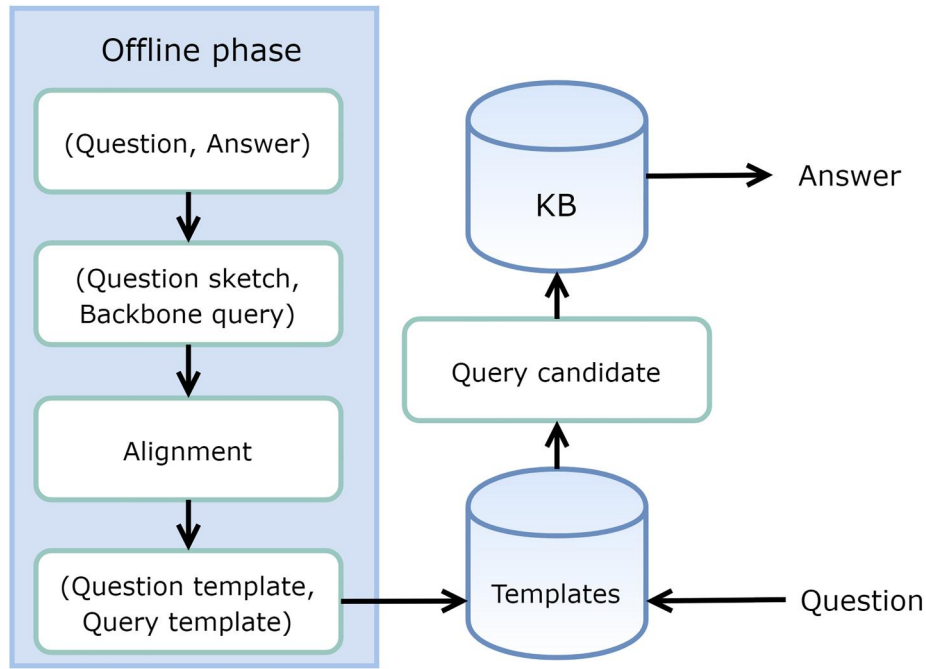 Offline phase
(Question, Answer)
(Question sketch,
Backbone query)
Alignment
(Question template,
Query template)
KB
Answer
Query candidate
Templates
Question